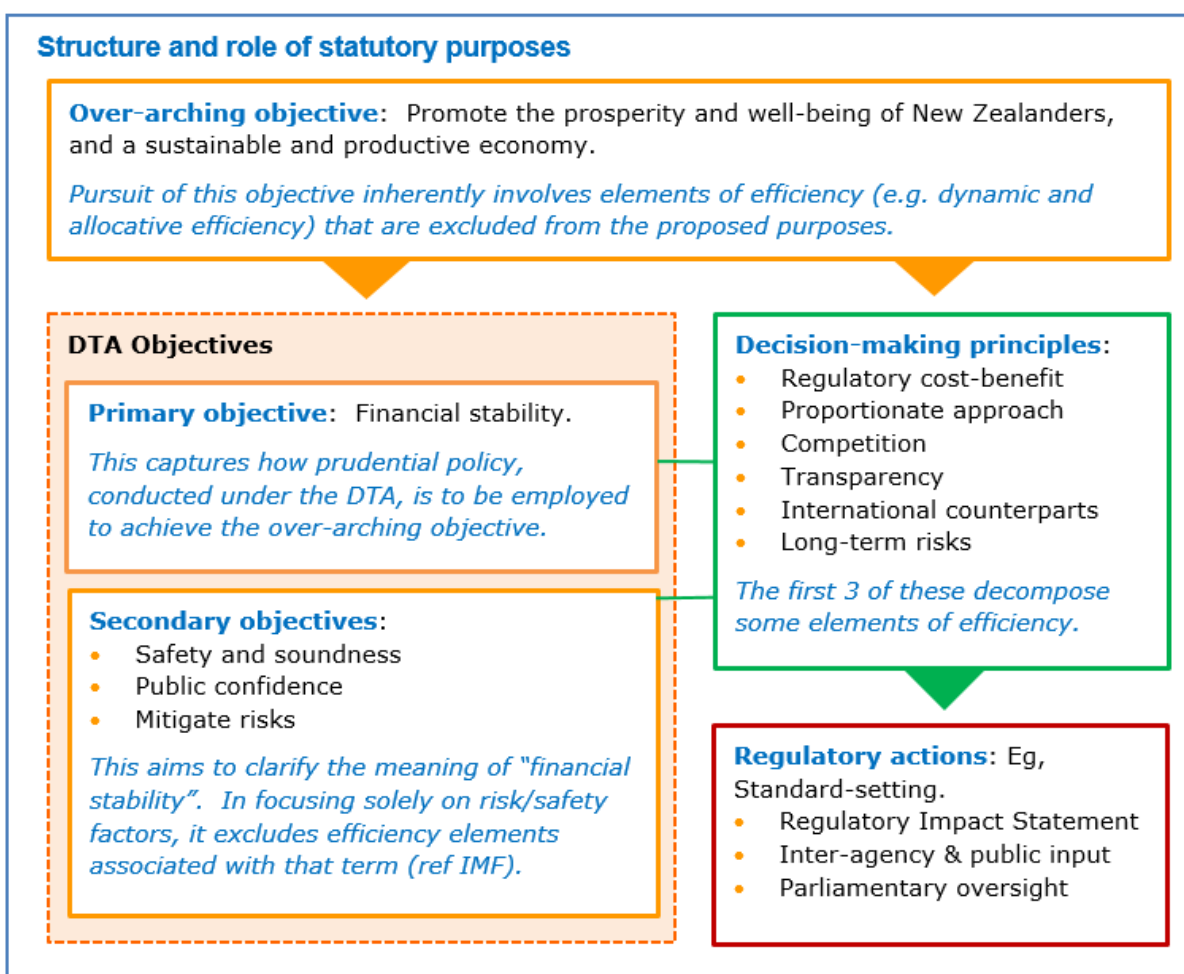 Structure and role of statutory purposes
Over-arching objective: Promote the prosperity and well-being of New Zealanders,
and a sustainable and productive economy.
Pursuit of this objective inherently involves elements of efficiency (e.g. dynamic and
allocative efficiency) that are excluded from the proposed purposes.
DTA Objectives
Primary objective: Financial stability.
This captures how prudential policy,
conducted under the DTA, is to be employed
to achieve the over-arching objective.
Secondary objectives:
• Safety and soundness
• Public confidence
• Mitigate risks
This aims to clarify the meaning of “financial
stability”. In focusing solely on risk/safety
factors, it excludes efficiency elements
associated with that term (ref IMF).
Decision-making principles:
• Regulatory cost-benefit
• Proportionate approach
• Competition
• Transparency
• International counterparts
• Long-term risks
The first 3 of these decompose
some elements of efficiency.
Regulatory actions: Eg,
Standard-setting.
• Regulatory Impact Statement
• Inter-agency & public input
• Parliamentary oversight